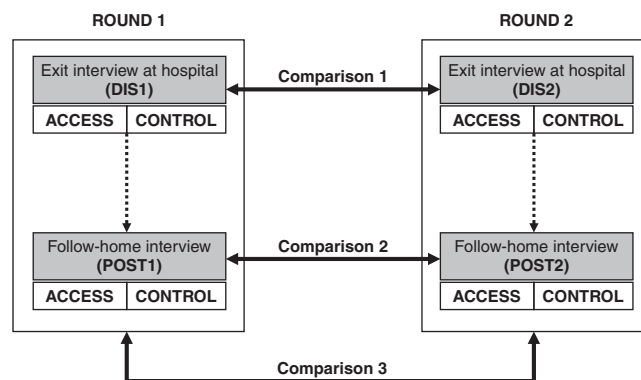 ROUND 1
ROUND 2
Exit interview at hospital
(DIS1)
ACCESS CONTROL
Comparison 1
Exit interview at hospital
(DIS2)
ACCESS CONTROL
Follow-home interview
(POST1)
ACCESS CONTROL
Comparison 2
Follow-home interview
(POST2)
ACCESS CONTROL
Comparison 3